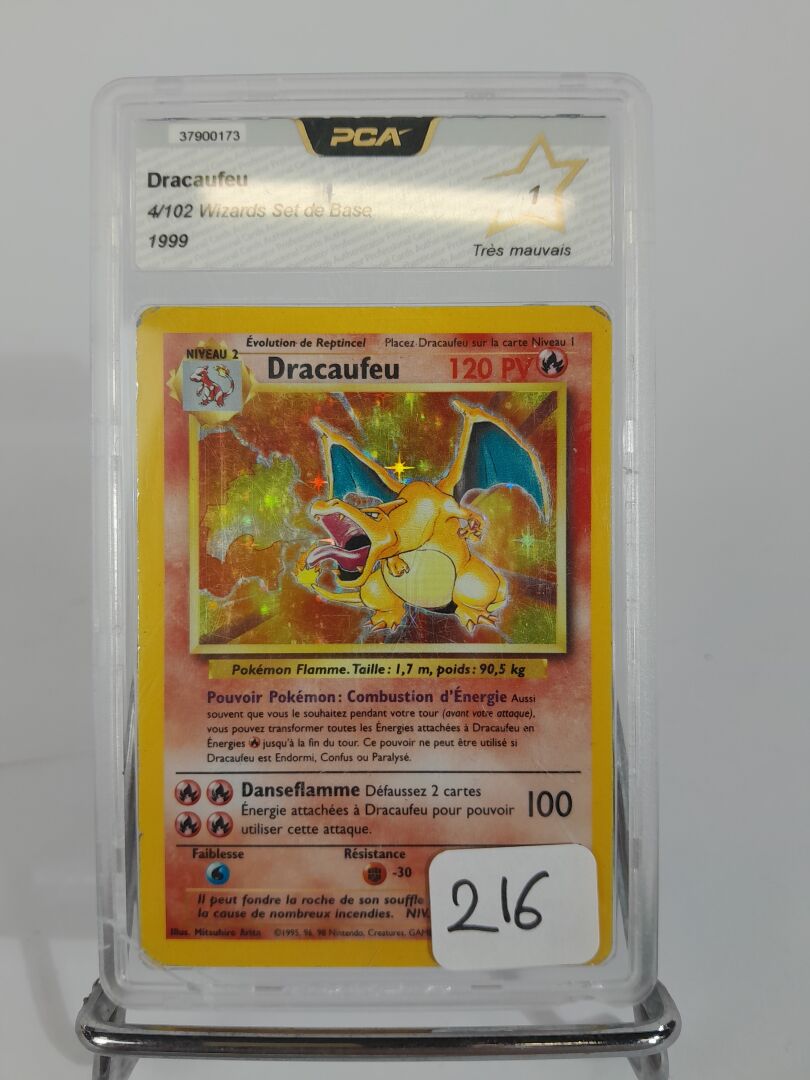 37900173
PCA
Dracaufeu
4/102 Wizards Set de Base
1999
1
Très mauvais
Évolution de Reptincel Placez Dracaufeu sur la carte Niveau 1
NIVEAU 2
Dracaufeu 120 PV
Pokémon Flamme. Taille : 1,7 m, poids : 90,5 kg
Pouvoir Pokémon : Combustion d'Énergie Aussi
souvent que vous le souhaitez pendant votre tour (avant votre attaque),
vous pouvez transformer toutes les Énergies attachées à Dracaufeu en
Énergies jusqu'à la fin du tour. Ce pouvoir ne peut être utilisé si
Dracaufeu est Endormi, Confus ou Paralysé.
Danseflamme Défaussez 2 cartes
Énergie attachées à Dracaufeu pour pouvoir 100
utiliser cette attaque.
Faiblesse Résistance
-30
Il peut fondre la roche de son souffle
la cause de nombreux incendies. NIV.
Illus. Mitsuhiro Arita ©1995, 96, 98 Nintendo, Creatures, GAM
216